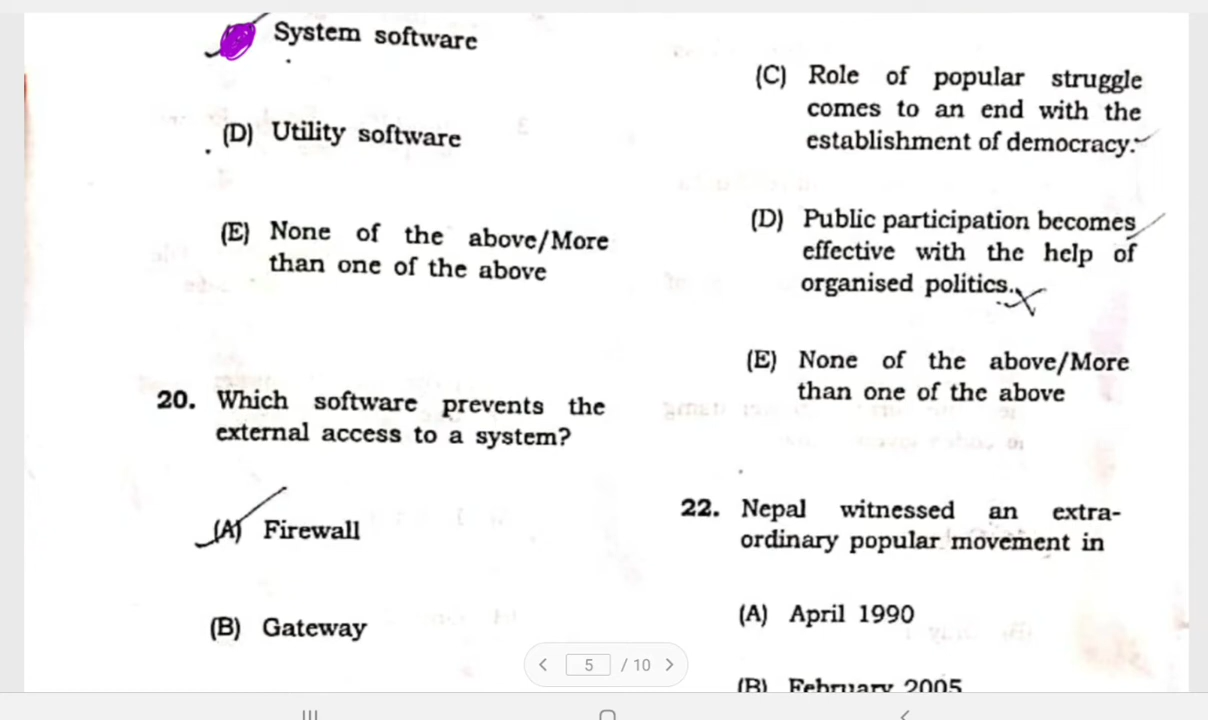 System software
(D) Utility software
(E) None of the above/More
than one of the above
20. Which software prevents the
external access to a system?
(A) Firewall
(B) Gateway
(C) Role of popular struggle
comes to an end with the
establishment of democracy.
(D) Public participation becomes
effective with the help of
organised politics.
(E) None of the above/More
than one of the above
22. Nepal witnessed an extra-
ordinary popular movement in
(A) April 1990
(B) February 2005
5 / 10